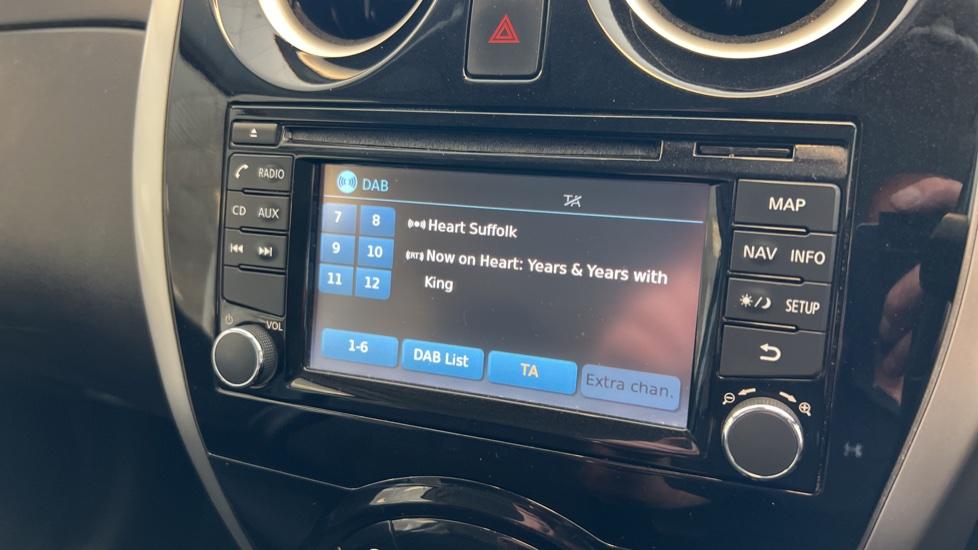 RADIO
CD AUX
VOL
DAB
TA
7 8
9 10
11 12
Heart Suffolk
(RT) Now on Heart: Years & Years with
King
1-6 DAB List TA Extra chan.
MAP
NAV INFO
SETUP